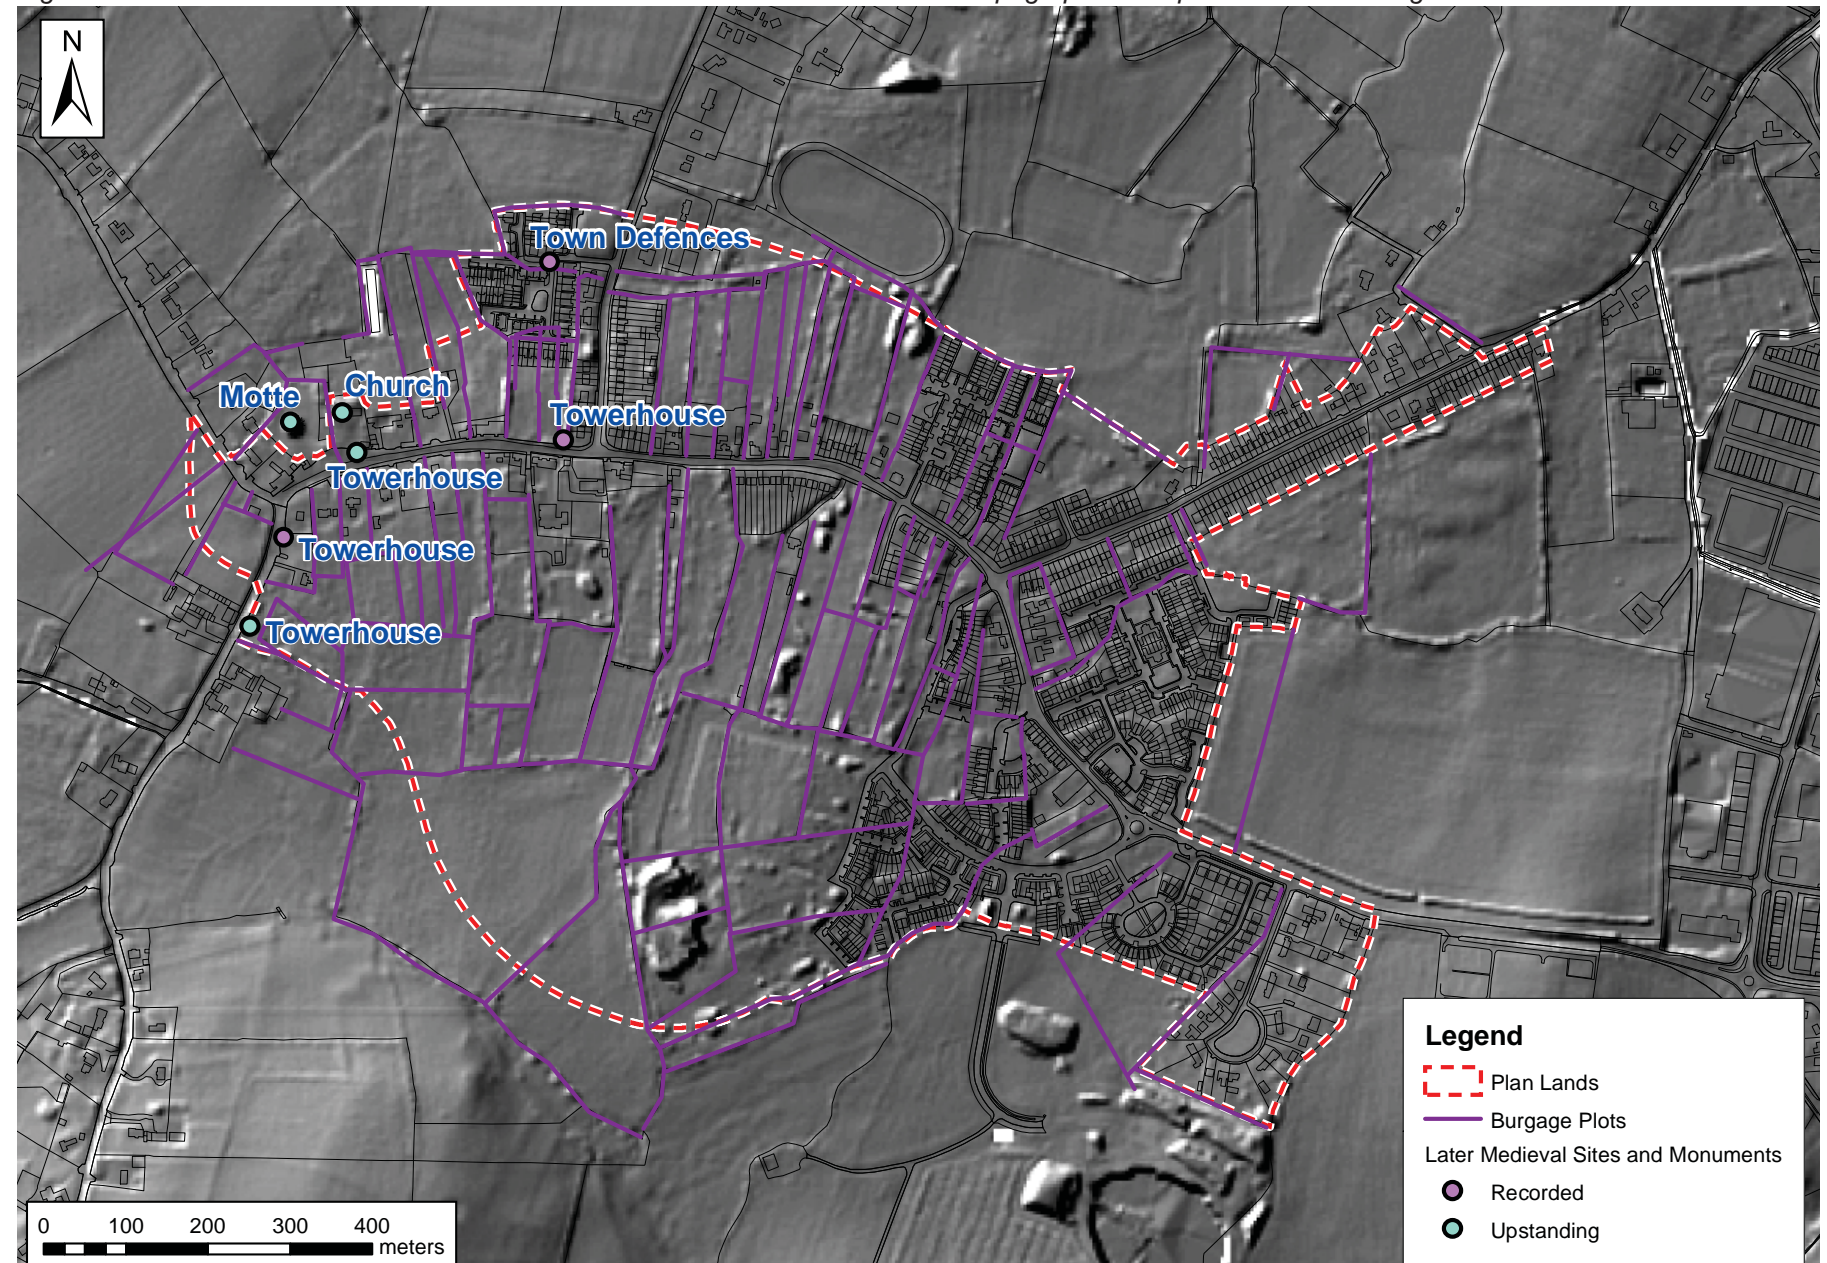 N
Town Defences
Motte
Church
Towerhouse
Towerhouse
Towerhouse
Towerhouse
Legend
Plan Lands
Burgage Plots
Later Medieval Sites and Monuments
Recorded
Upstanding
0 100 200 300 400
meters